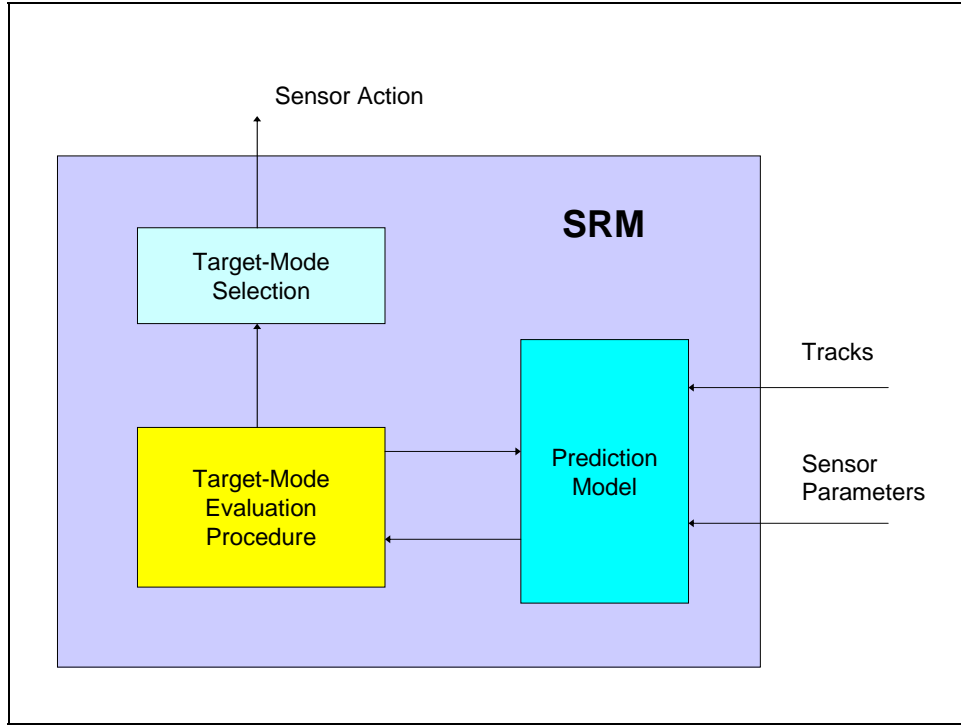 Sensor Action
SRM
Target-Mode
Selection
Tracks
Prediction
Model
Sensor
Parameters
Target-Mode
Evaluation
Procedure